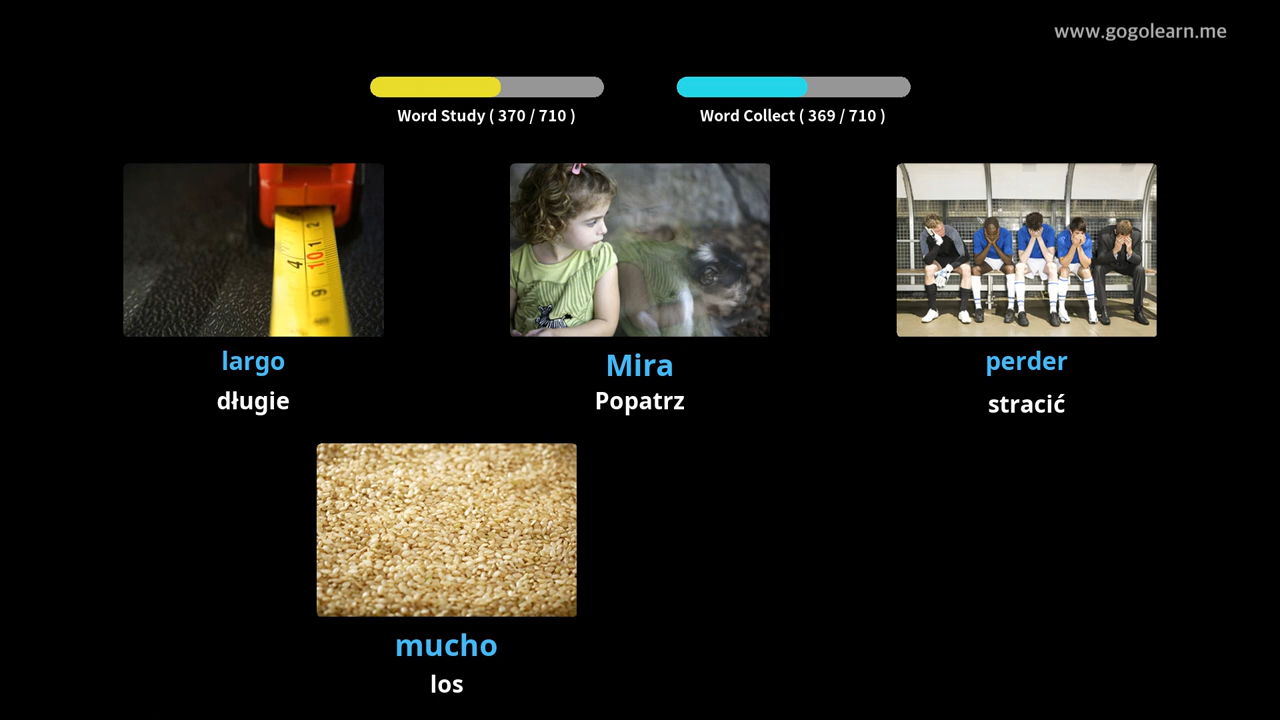 www.gogolearn.me
Word Study ( 370 / 710 )
Word Collect ( 369 / 710 )
largo
długie
Mira
Popatrz
perder
stracić
mucho
los